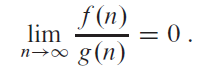 lim n→∞ f(n)/g(n) = 0 .